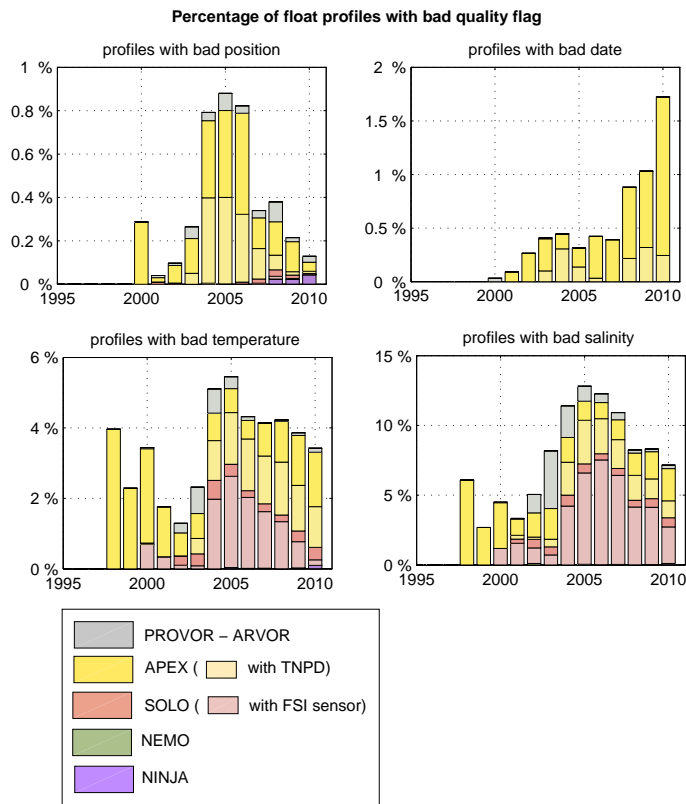 Percentage of float profiles with bad quality flag
profiles with bad position
1 %
0.8 %
0.6 %
0.4 %
0.2 %
0 %
1995 2000 2005 2010
profiles with bad date
2 %
1.5 %
1 %
0.5 %
0 %
1995 2000 2005 2010
profiles with bad temperature
6 %
4 %
2 %
0 %
1995 2000 2005 2010
profiles with bad salinity
15 %
10 %
5 %
0 %
1995 2000 2005 2010
PROVOR − ARVOR
APEX ( with TNPD)
SOLO ( with FSI sensor)
NEMO
NINJA